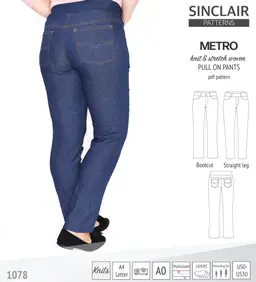 SINCLAIR
PATTERNS
METRO
knit & stretch woven
PULL ON PANTS
pdf pattern
Bootcut
Straight leg
1078
Knits
A4
Letter
A0
LAYERS
US0-
US30